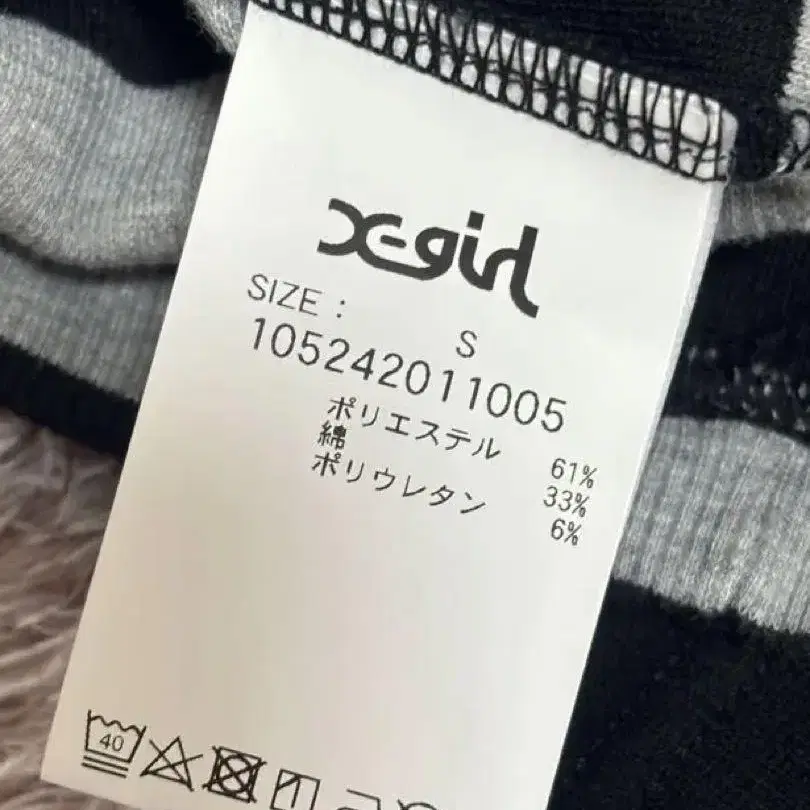 X-girl
SIZE : S
105242011005
ポリエステル 61%
綿 33%
ポリウレタン 6%
40